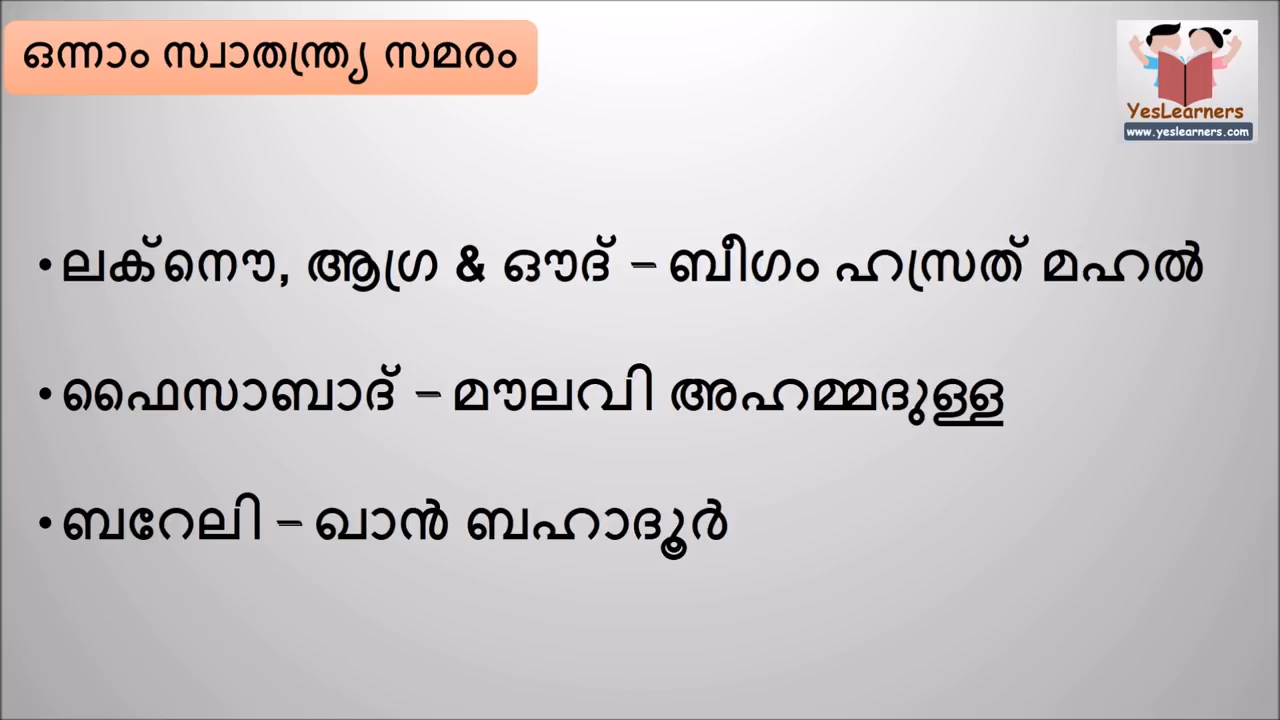 ഒന്നാം സ്വാതന്ത്ര്യ സമരം
YesLearners
www.yeslearners.com
• ലക്നൌ, ആഗ്ര & ഔദ് – ബീഗം ഹസ്രത് മഹൽ
• ഫൈസാബാദ് – മൗലവി അഹമ്മദുള്ള
• ബറേലി – ഖാൻ ബഹാദൂർ